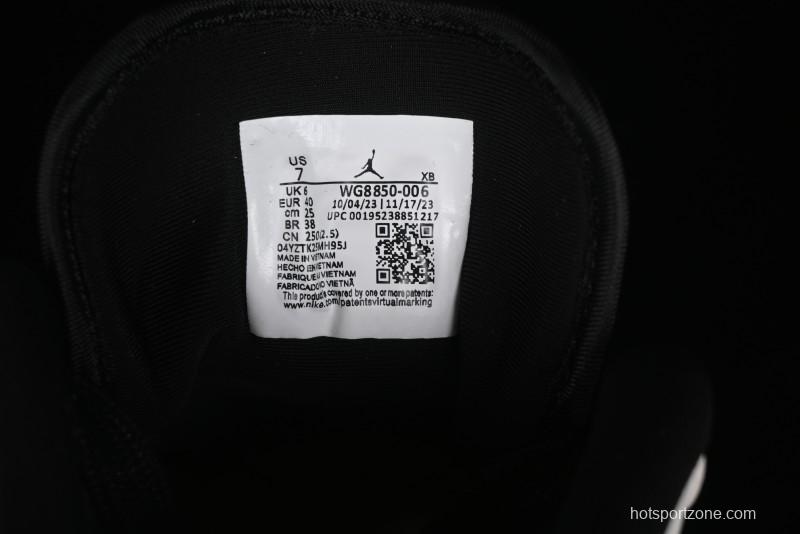 US
7 XB
UK 6 WG8850-006
EUR 40 10/04/23 | 11/17/23
cm 25 UPC 00195238851217
BR 38
CN 250(2.5)
04YZTK25MH95J
MADE IN VIETNAM
HECHO EN VIETNAM
FABRIQUE VIETNAM
FABRICADO VIETNÃ
This product is covered by one or more patents:
www.nike.com/patentsvirtualmarking
hotsportzone.com